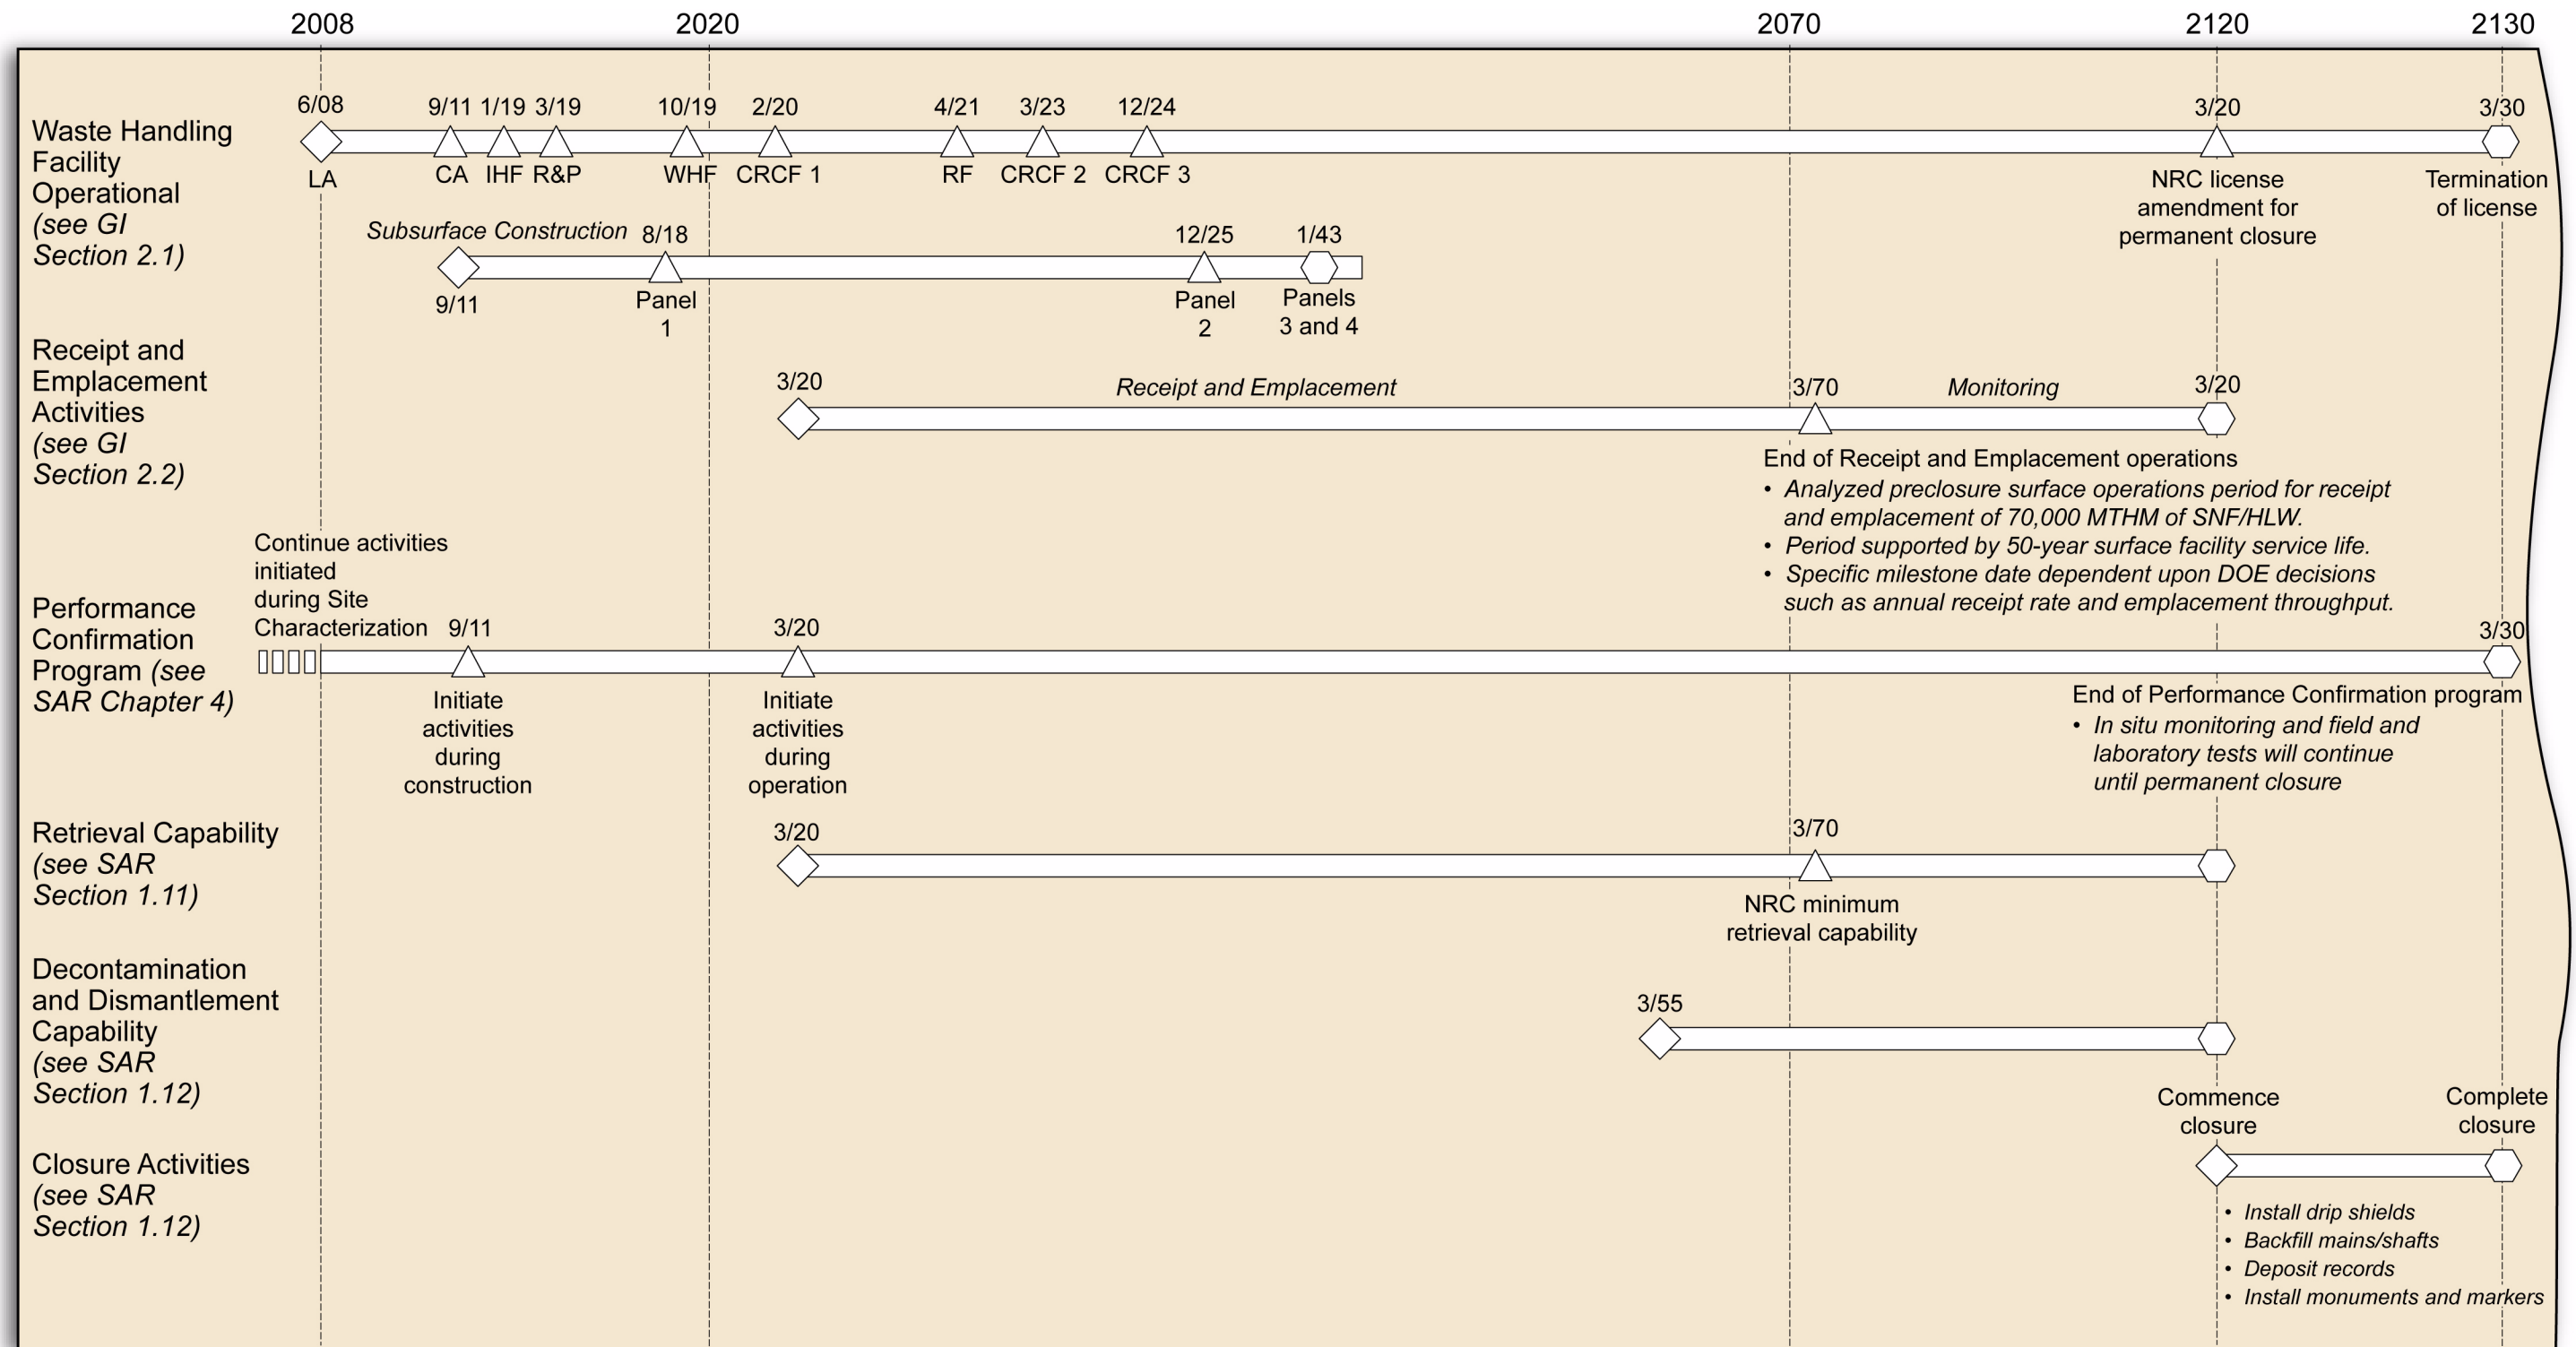 2008 2020 2070 2120 2130
6/08 9/11 1/19 3/19 10/19 2/20 4/21 3/23 12/24 3/20 3/30
Waste Handling
Facility
Operational
(see GI
Section 2.1)
LA CA IHF R&P WHF CRCF 1 RF CRCF 2 CRCF 3
NRC license
amendment for
permanent closure
Termination
of license
Subsurface Construction 8/18 12/25 1/43
9/11
Panel
1
Panel
2
Panels
3 and 4
Receipt and
Emplacement
Activities
(see GI
Section 2.2)
3/20 Receipt and Emplacement 3/70 Monitoring 3/20
End of Receipt and Emplacement operations
• Analyzed preclosure surface operations period for receipt
and emplacement of 70,000 MTHM of SNF/HLW.
• Period supported by 50-year surface facility service life.
• Specific milestone date dependent upon DOE decisions
such as annual receipt rate and emplacement throughput.
Continue activities
initiated
during Site
Characterization 9/11 3/20 3/30
Performance
Confirmation
Program (see
SAR Chapter 4)
Initiate
activities
during
construction
Initiate
activities
during
operation
End of Performance Confirmation program
• In situ monitoring and field and
laboratory tests will continue
until permanent closure
Retrieval Capability
(see SAR
Section 1.11)
3/20 3/70
NRC minimum
retrieval capability
Decontamination
and Dismantlement
Capability
(see SAR
Section 1.12)
3/55
Commence
closure
Complete
closure
Closure Activities
(see SAR
Section 1.12)
• Install drip shields
• Backfill mains/shafts
• Deposit records
• Install monuments and markers